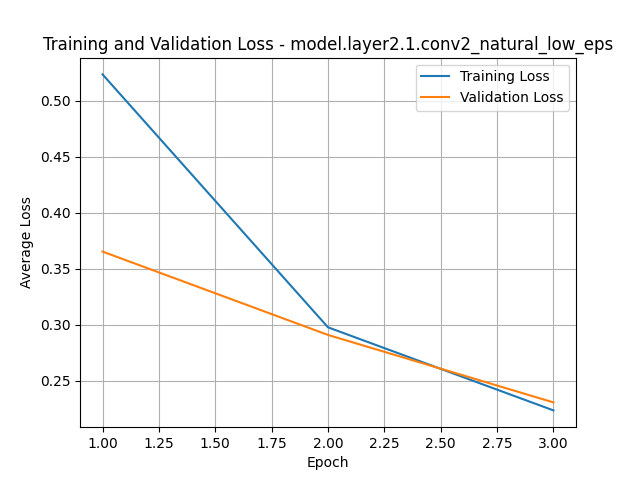 Training and Validation Loss - model.layer2.1.conv2_natural_low_eps
Training Loss
Validation Loss
0.50
0.45
0.40
0.35
0.30
0.25
Average Loss
1.00 1.25 1.50 1.75 2.00 2.25 2.50 2.75 3.00
Epoch